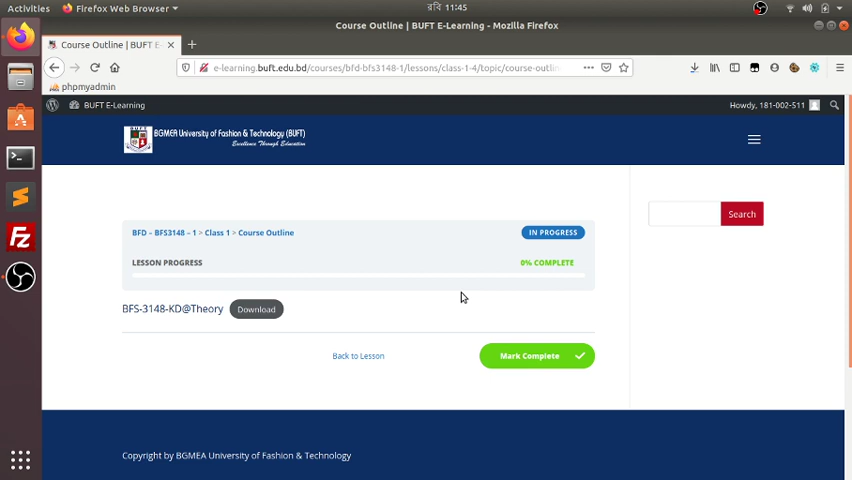 Activities
Firefox Web Browser
রবি 11:45
Course Outline | BUFT E-Learning - Mozilla Firefox
Course Outline | BUFT E-
e-learning.buft.edu.bd/courses/bfd-bfs3148-1/lessons/class-1-4/topic/course-outlin
phpmyadmin
BUFT E-Learning
Howdy, 181-002-511
BGMEA University of Fashion & Technology (BUFT)
Excellence Through Education
Search
BFD – BFS3148 – 1 > Class 1 > Course Outline
IN PROGRESS
LESSON PROGRESS
0% COMPLETE
BFS-3148-KD@Theory
Download
Back to Lesson
Mark Complete
Copyright by BGMEA University of Fashion & Technology